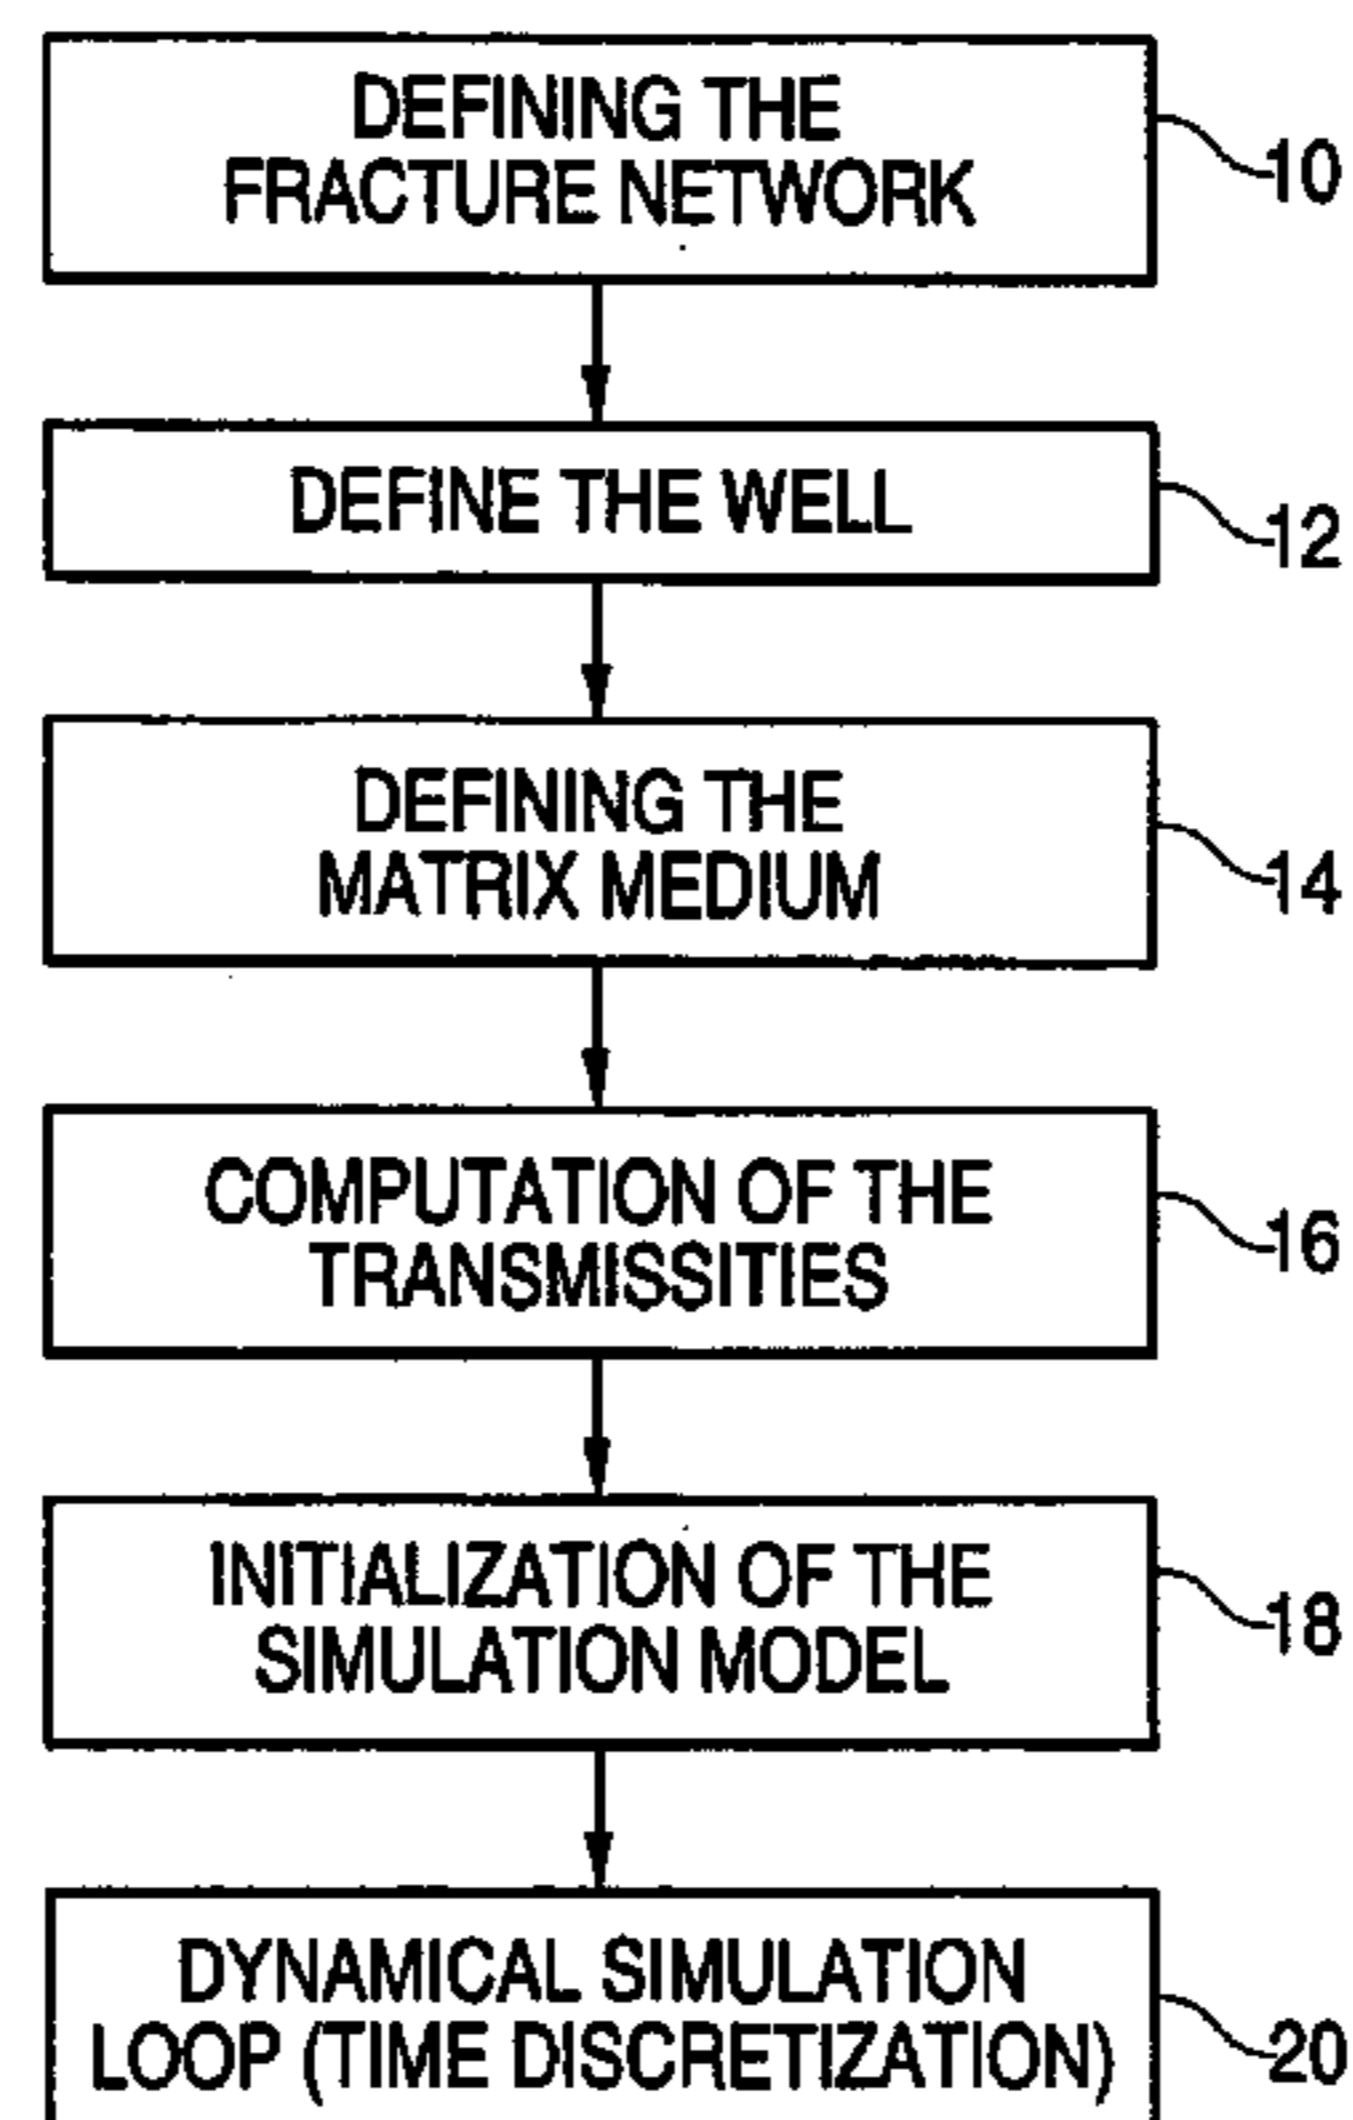 DEFINING THE
FRACTURE NETWORK
10
DEFINE THE WELL
12
DEFINING THE
MATRIX MEDIUM
14
COMPUTATION OF THE
TRANSMISSITIES
16
INITIALIZATION OF THE
SIMULATION MODEL
18
DYNAMICAL SIMULATION
LOOP (TIME DISCRETIZATION)
20